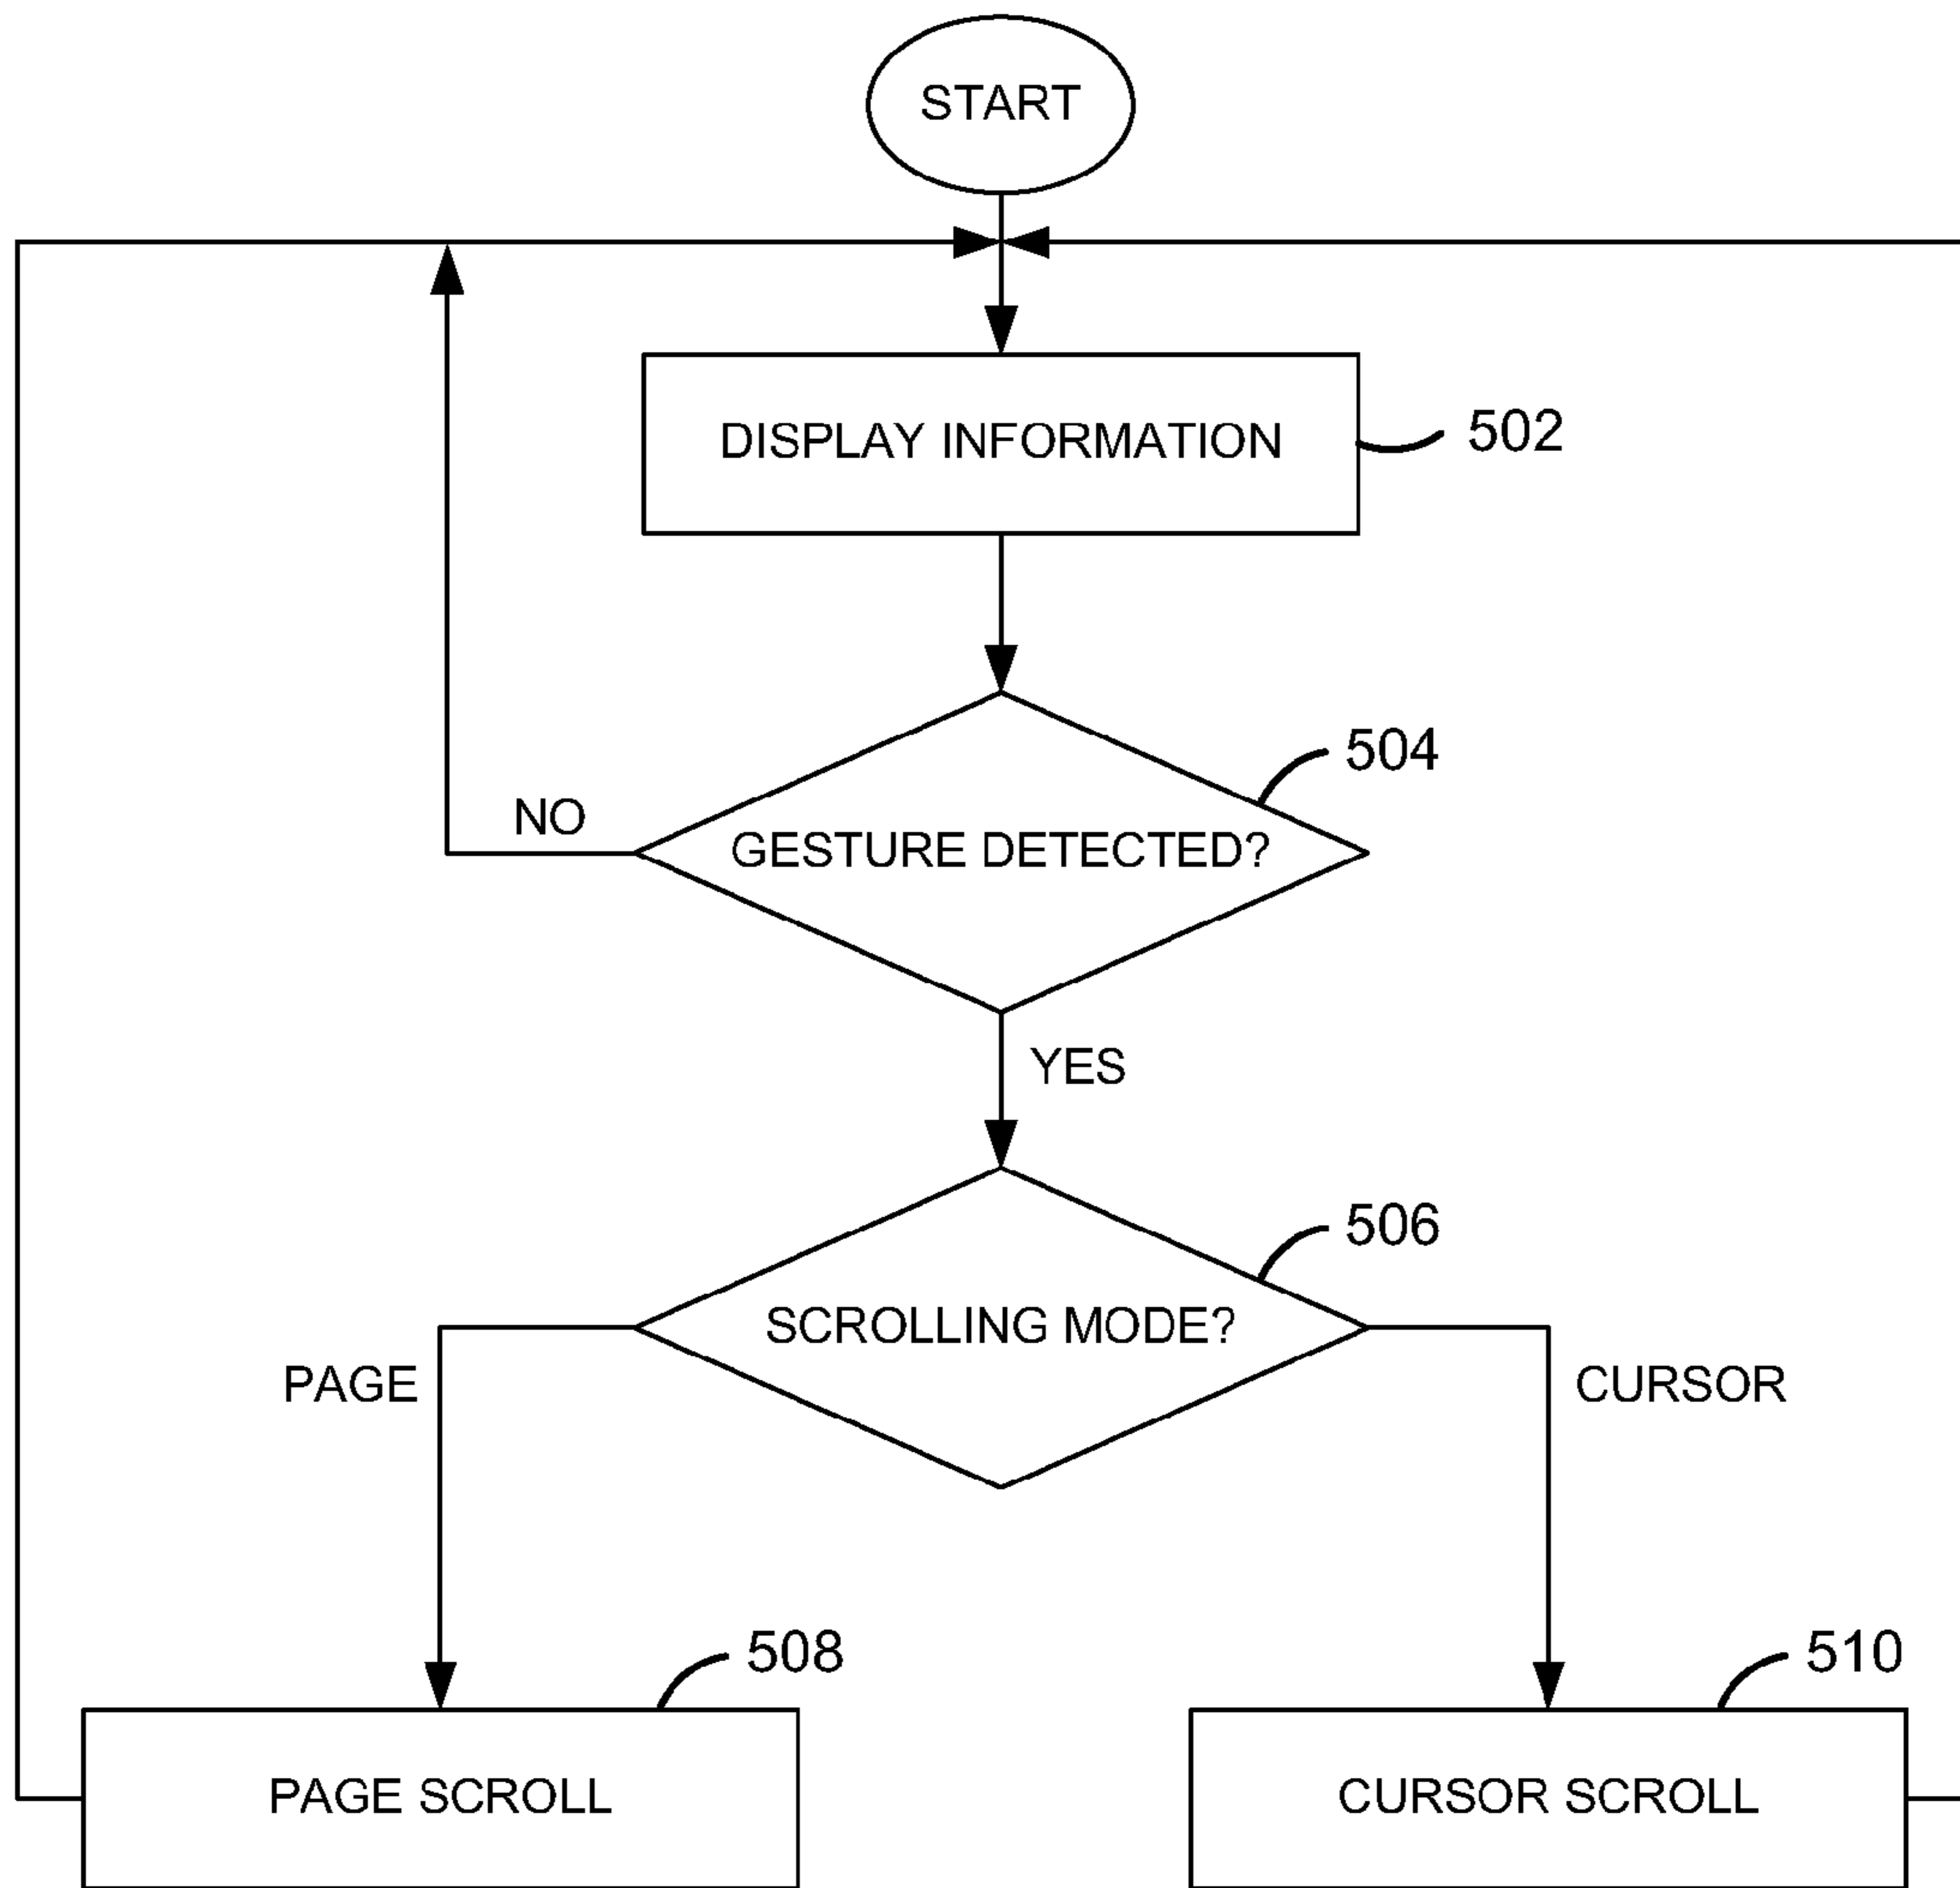 START
DISPLAY INFORMATION
502
504
NO
GESTURE DETECTED?
YES
506
SCROLLING MODE?
PAGE
CURSOR
508
510
PAGE SCROLL
CURSOR SCROLL